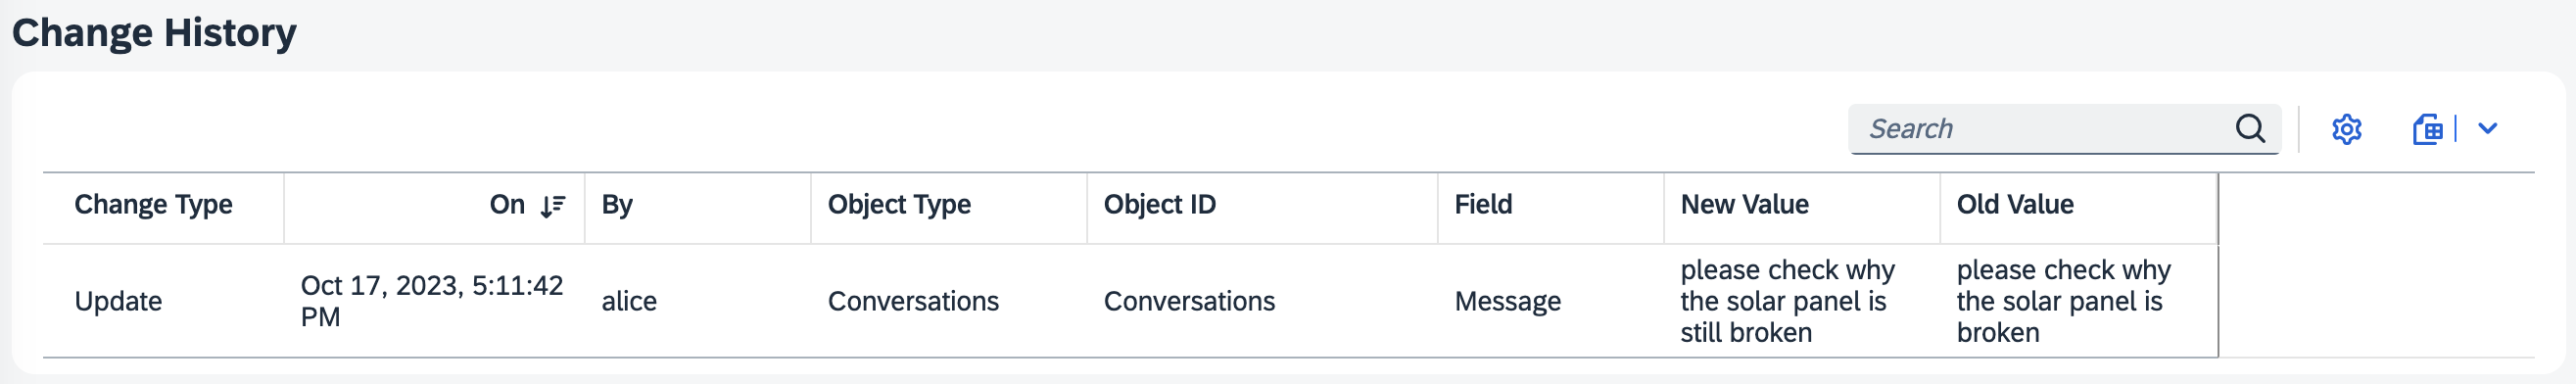 Change History
Search
Change Type
On
By
Object Type
Object ID
Field
New Value
Old Value
Update
Oct 17, 2023, 5:11:42
PM
alice
Conversations
Conversations
Message
please check why
the solar panel is
still broken
please check why
the solar panel is
broken